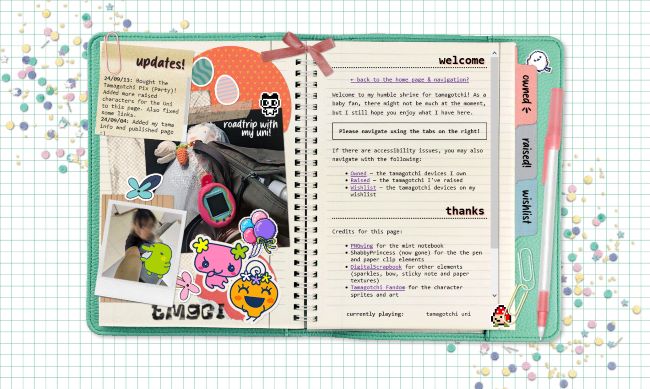 updates!
24/09/13: Bought the
Tamagotchi Pix (Party)!
Added more raised
characters for the Uni
to this page. Also fixed
some links.
24/09/04: Added my tama
info and published page
:)
roadtrip with
my uni!
welcome
← back to the home page & navigation?
Welcome to my humble shrine for tamagotchi! As a
baby fan, there might not be much at the moment,
but I still hope you enjoy what I have here.
Please navigate using the tabs on the right!
If there are accessibility issues, you may also
navigate with the following:
• Owned – the tamagotchi devices I own
• Raised – the tamagotchi I've raised
• Wishlist – the tamagotchi devices on my
wishlist
thanks
Credits for this page:
• PNGwing for the mint notebook
• ShabbyPrincess (now gone) for the the pen
and paper clip elements
• DigitalScrapbook for other elements
(sparkles, bow, sticky note and paper
textures)
• Tamagotchi Fandom for the character
sprites and art
currently playing: tamagotchi uni
owned
raised!
wishlist